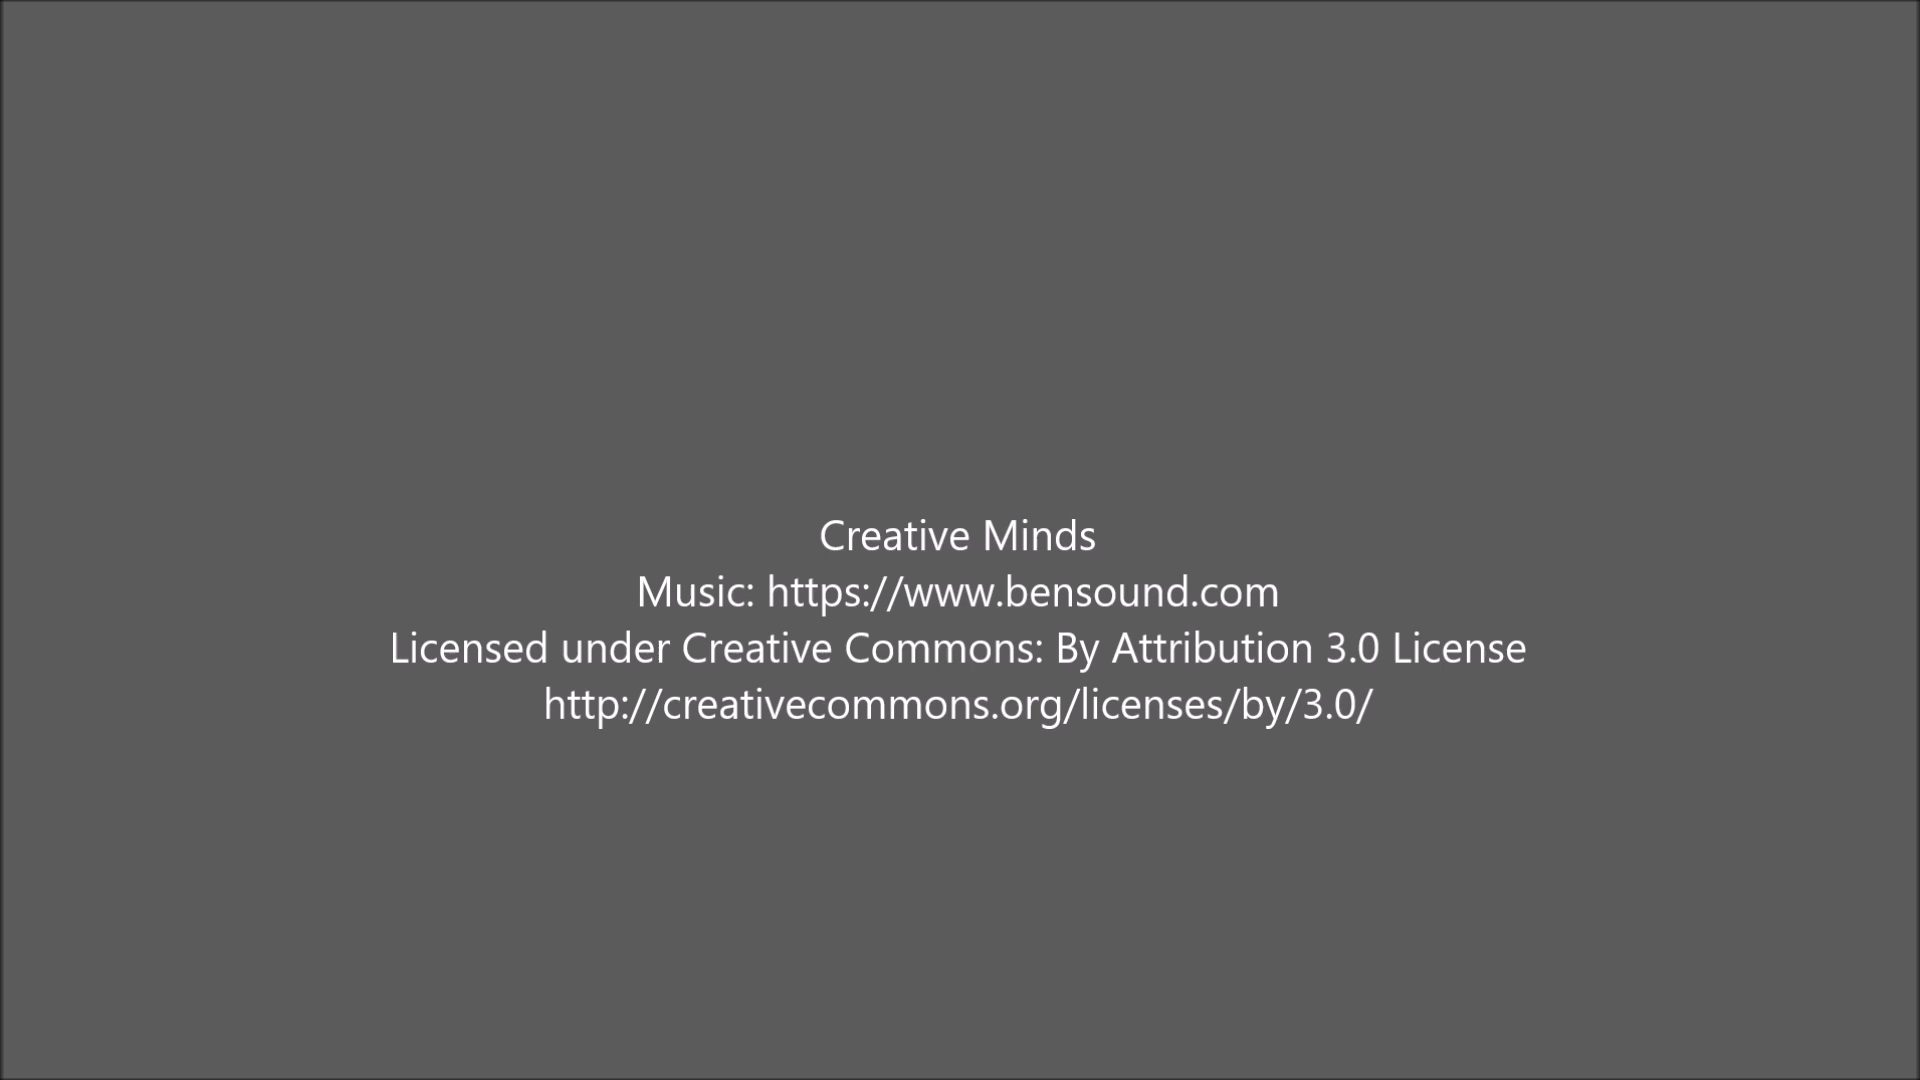 Creative Minds
Music: https://www.bensound.com
Licensed under Creative Commons: By Attribution 3.0 License
http://creativecommons.org/licenses/by/3.0/